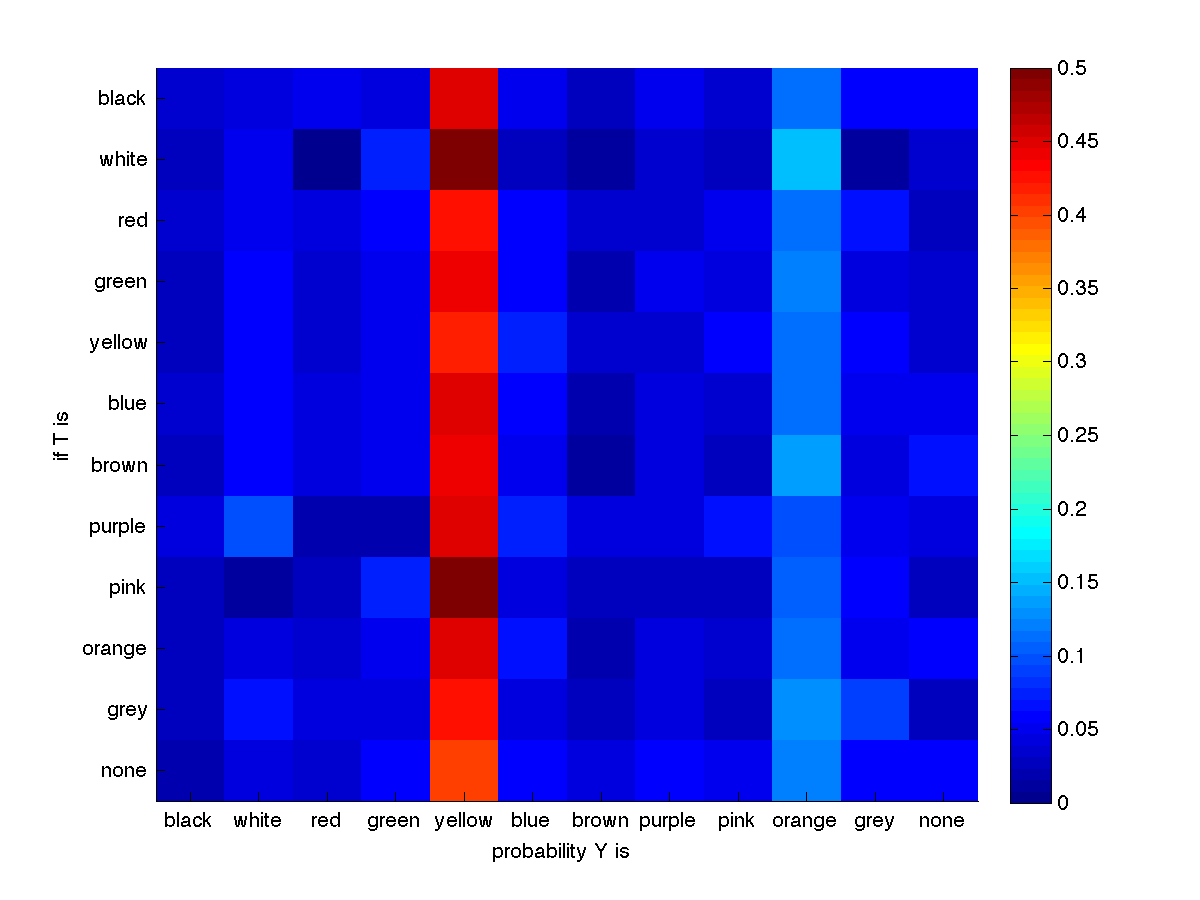 black
white
red
green
yellow
blue
brown
purple
pink
orange
grey
none
if T is
black white red green yellow blue brown purple pink orange grey none
probability Y is
0.5
0.45
0.4
0.35
0.3
0.25
0.2
0.15
0.1
0.05
0